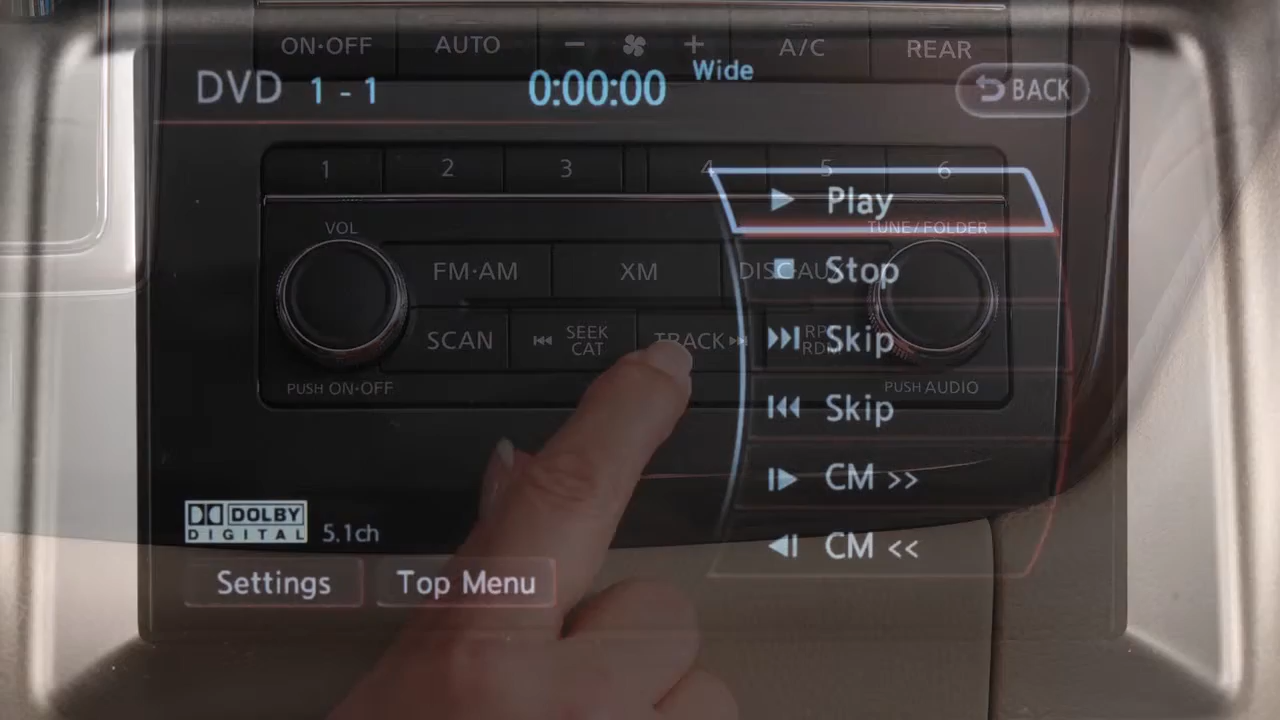 ON•OFF AUTO − + A/C REAR
DVD 1 - 1 0:00:00 Wide BACK
1 2 3 4 5 6
Play
VOL TUNE/FOLDER
FM•AM XM DISC•AUX
Stop
SCAN SEEK CAT TRACK RPT RDM
Skip
PUSH ON•OFF PUSH AUDIO
Skip
CM >>
DOLBY
DIGITAL 5.1ch
CM <<
Settings Top Menu